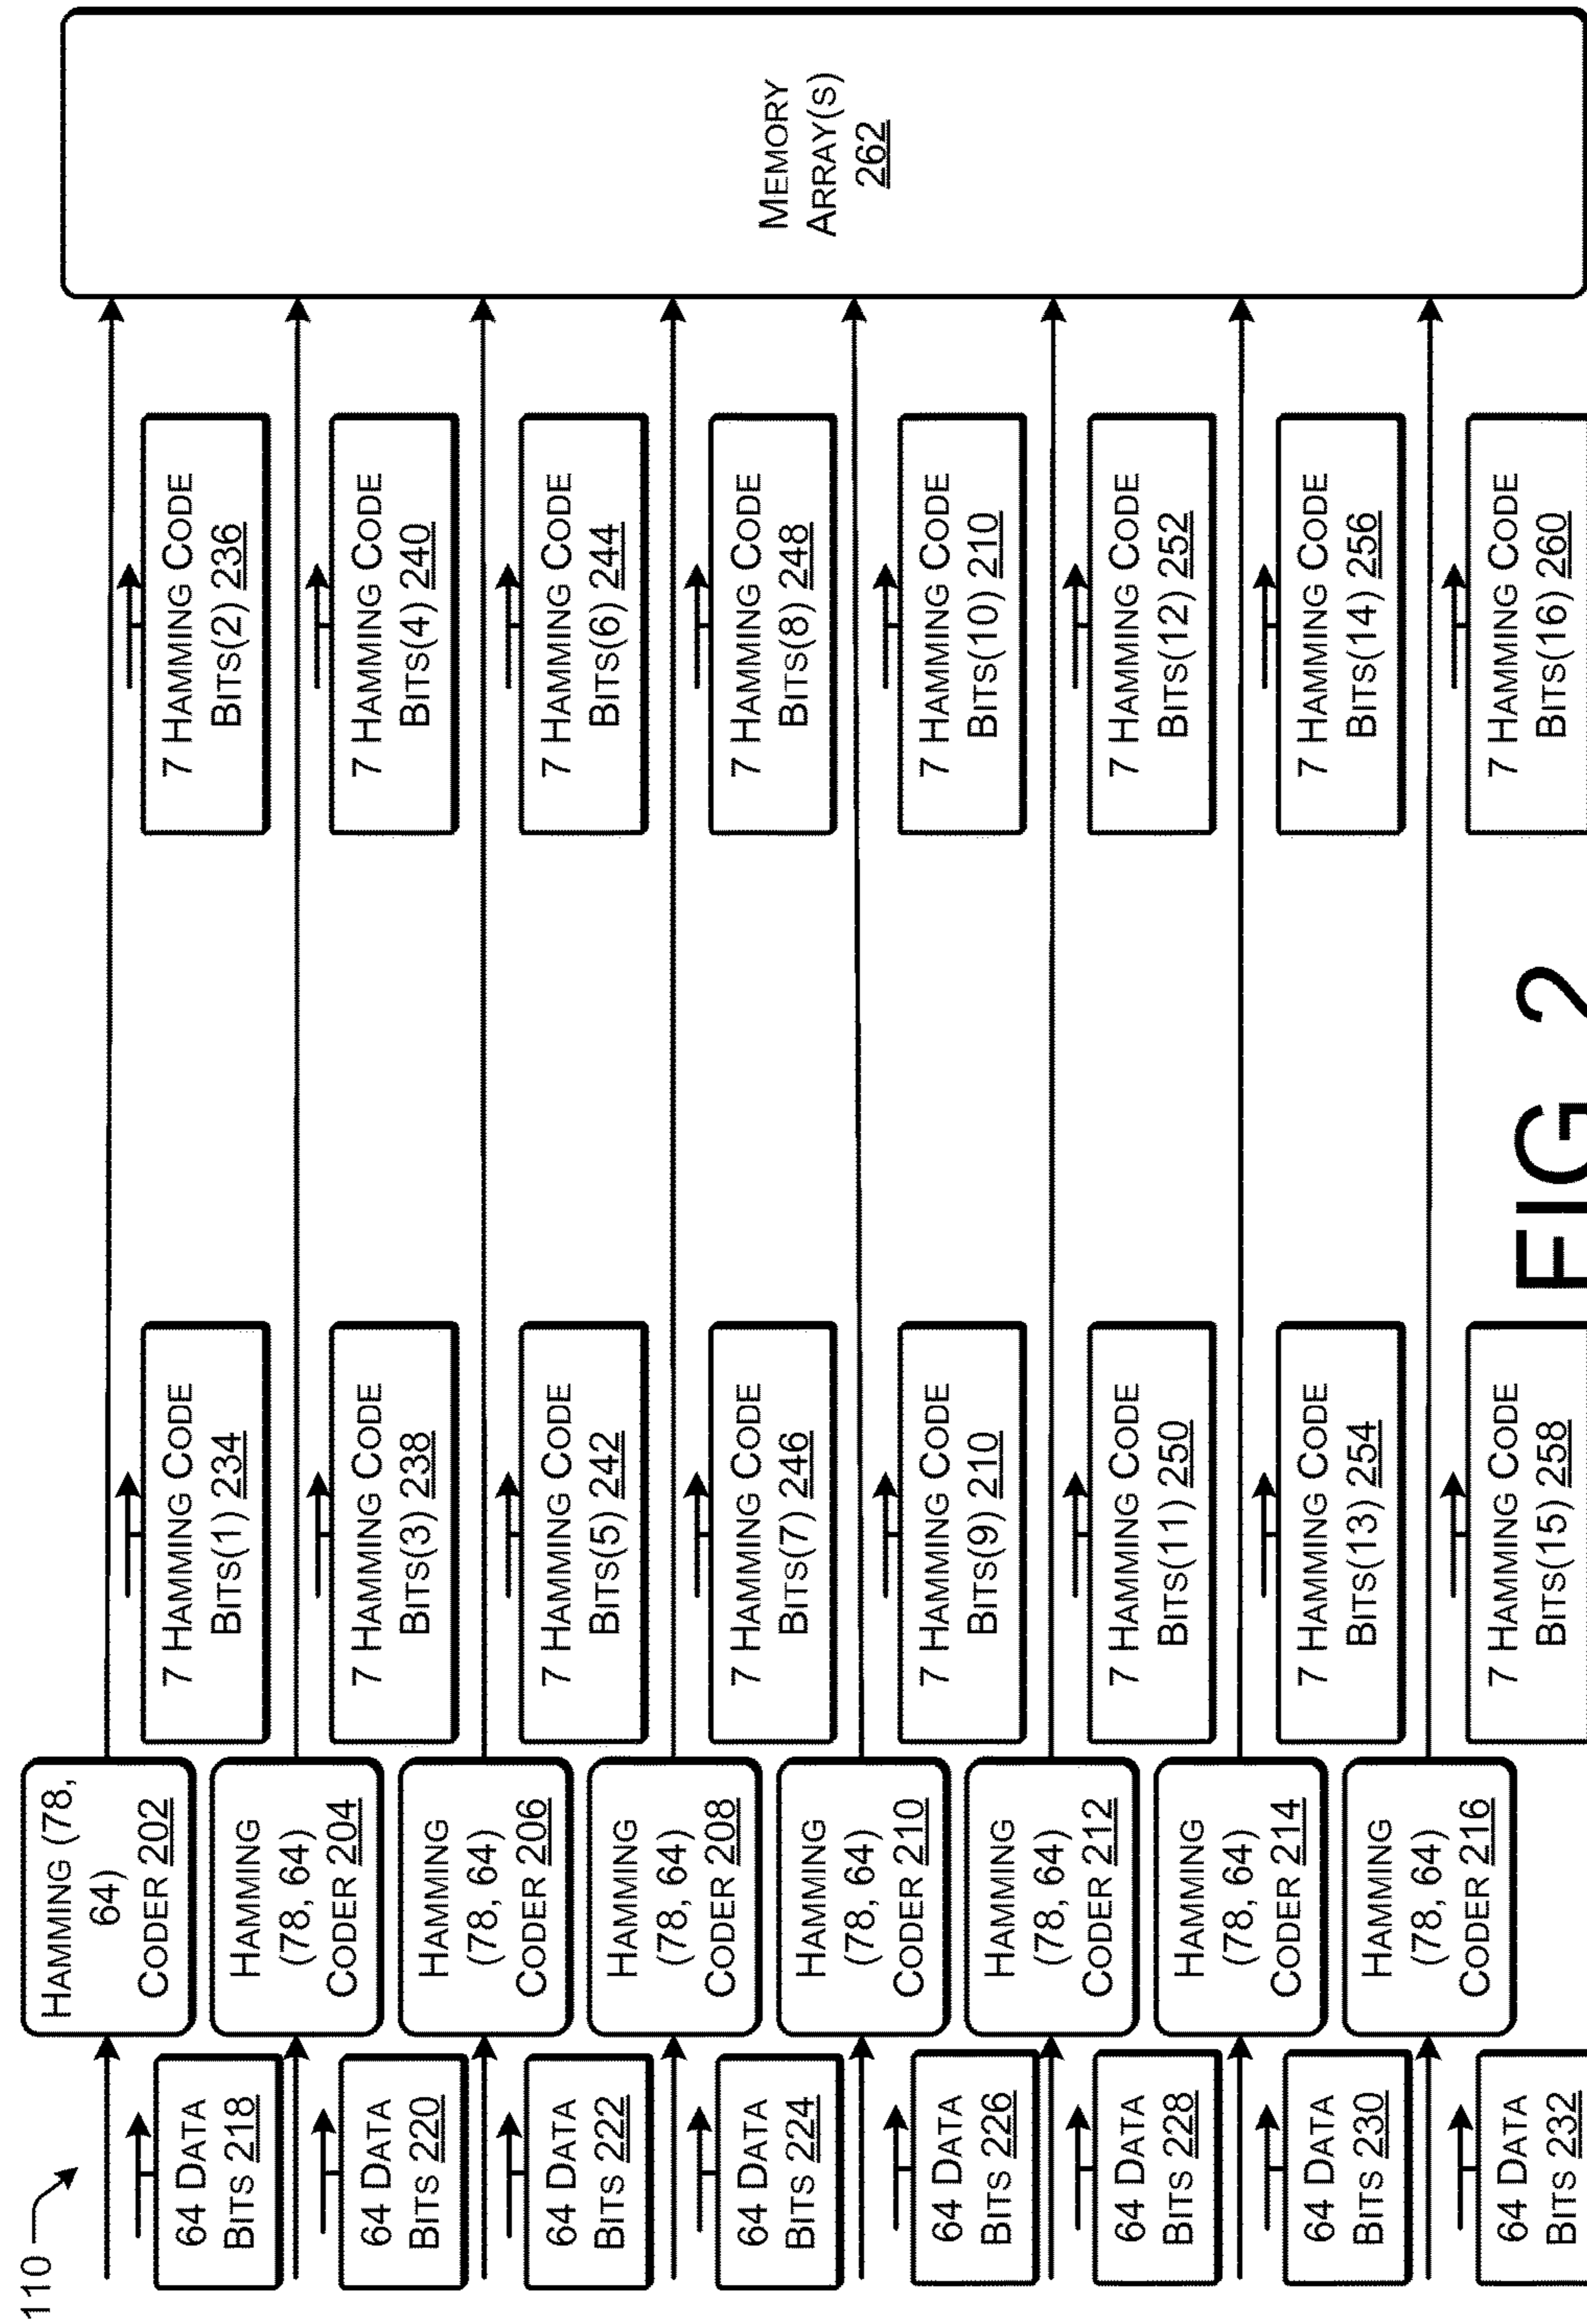 110
64 DATA
BITS 218
HAMMING (78,
64)
CODER 202
7 HAMMING CODE
BITS(1) 234
7 HAMMING CODE
BITS(2) 236
64 DATA
BITS 220
HAMMING
(78, 64)
CODER 204
7 HAMMING CODE
BITS(3) 238
7 HAMMING CODE
BITS(4) 240
64 DATA
BITS 222
HAMMING
(78, 64)
CODER 206
7 HAMMING CODE
BITS(5) 242
7 HAMMING CODE
BITS(6) 244
64 DATA
BITS 224
HAMMING
(78, 64)
CODER 208
7 HAMMING CODE
BITS(7) 246
7 HAMMING CODE
BITS(8) 248
64 DATA
BITS 226
HAMMING
(78, 64)
CODER 210
7 HAMMING CODE
BITS(9) 210
7 HAMMING CODE
BITS(10) 210
64 DATA
BITS 228
HAMMING
(78, 64)
CODER 212
7 HAMMING CODE
BITS(11) 250
7 HAMMING CODE
BITS(12) 252
64 DATA
BITS 230
HAMMING
(78, 64)
CODER 214
7 HAMMING CODE
BITS(13) 254
7 HAMMING CODE
BITS(14) 256
64 DATA
BITS 232
HAMMING
(78, 64)
CODER 216
7 HAMMING CODE
BITS(15) 258
7 HAMMING CODE
BITS(16) 260
MEMORY
ARRAY(S)
262
FIG 2